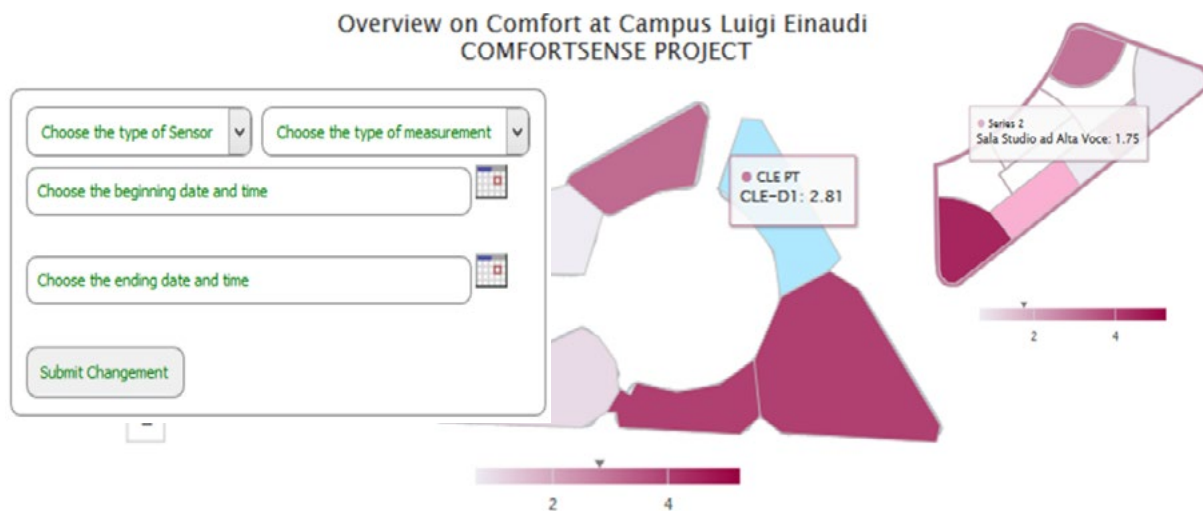 Overview on Comfort at Campus Luigi Einaudi
COMFORTSENSE PROJECT
Choose the type of Sensor
Choose the type of measurement
Choose the beginning date and time
Choose the ending date and time
Submit Changement
CLE PT
CLE-D1: 2.81
Series 2
Sala Studio ad Alta Voce: 1.75
2 4
2 4